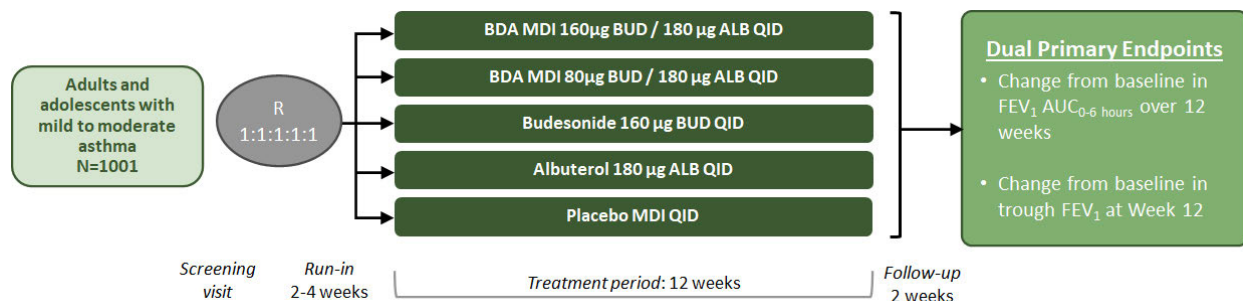 Adults and
adolescents with
mild to moderate
asthma
N=1001
R
1:1:1:1:1
BDA MDI 160µg BUD / 180 µg ALB QID
BDA MDI 80µg BUD / 180 µg ALB QID
Budesonide 160 µg BUD QID
Albuterol 180 µg ALB QID
Placebo MDI QID
Dual Primary Endpoints
• Change from baseline in
FEV₁ AUC₀₋₆ ₕₒᵤᵣₛ over 12
weeks
• Change from baseline in
trough FEV₁ at Week 12
Screening
visit
Run-in
2-4 weeks
Treatment period: 12 weeks
Follow-up
2 weeks